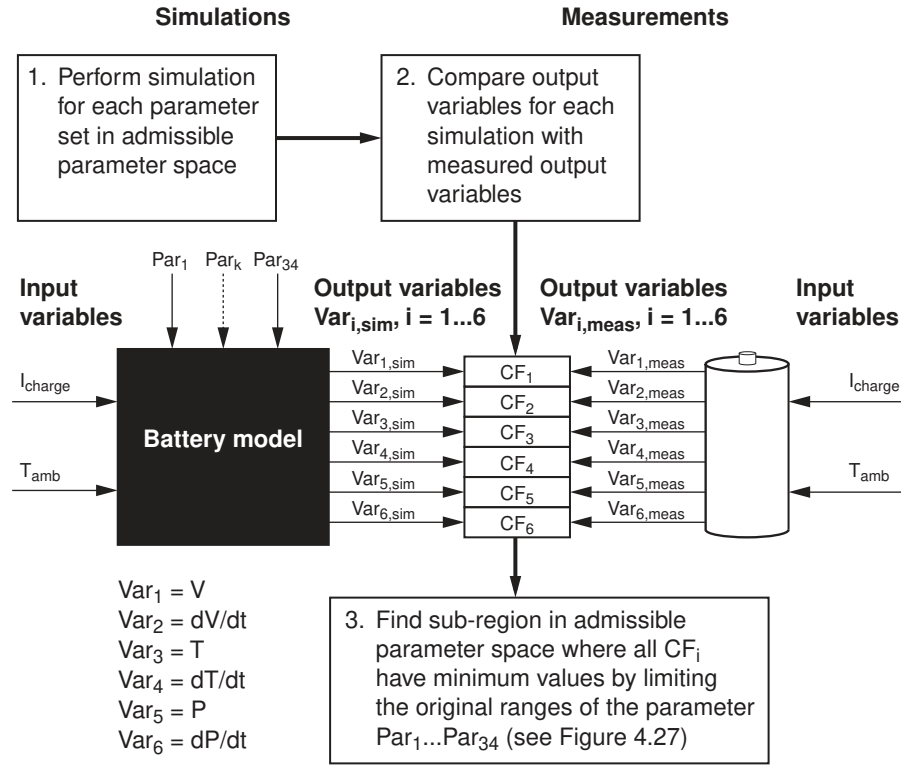 Simulations
Measurements
1. Perform simulation
for each parameter
set in admissible
parameter space
2. Compare output
variables for each
simulation with
measured output
variables
Par1
Park
Par34
Input
variables
Output variables
Vari,sim, i = 1...6
Output variables
Vari,meas, i = 1...6
Input
variables
Icharge
Tamb
Battery model
Var1,sim
Var2,sim
Var3,sim
Var4,sim
Var5,sim
Var6,sim
CF1
CF2
CF3
CF4
CF5
CF6
Var1,meas
Var2,meas
Var3,meas
Var4,meas
Var5,meas
Var6,meas
Icharge
Tamb
Var1 = V
Var2 = dV/dt
Var3 = T
Var4 = dT/dt
Var5 = P
Var6 = dP/dt
3. Find sub-region in admissible
parameter space where all CFi
have minimum values by limiting
the original ranges of the parameter
Par1...Par34 (see Figure 4.27)